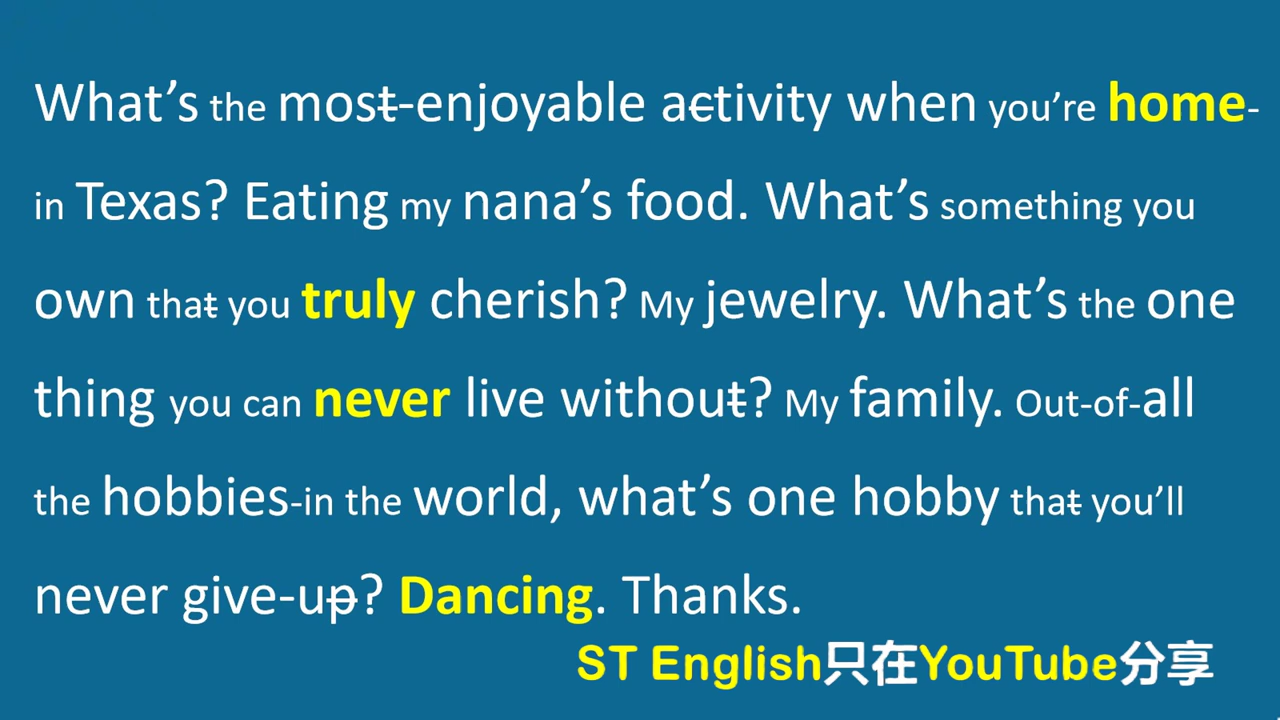 What’s the most-enjoyable activity when you’re home-
in Texas? Eating my nana’s food. What’s something you
own that you truly cherish? My jewelry. What’s the one
thing you can never live without? My family. Out-of-all
the hobbies-in the world, what’s one hobby that you’ll
never give-up? Dancing. Thanks.
ST English只在YouTube分享